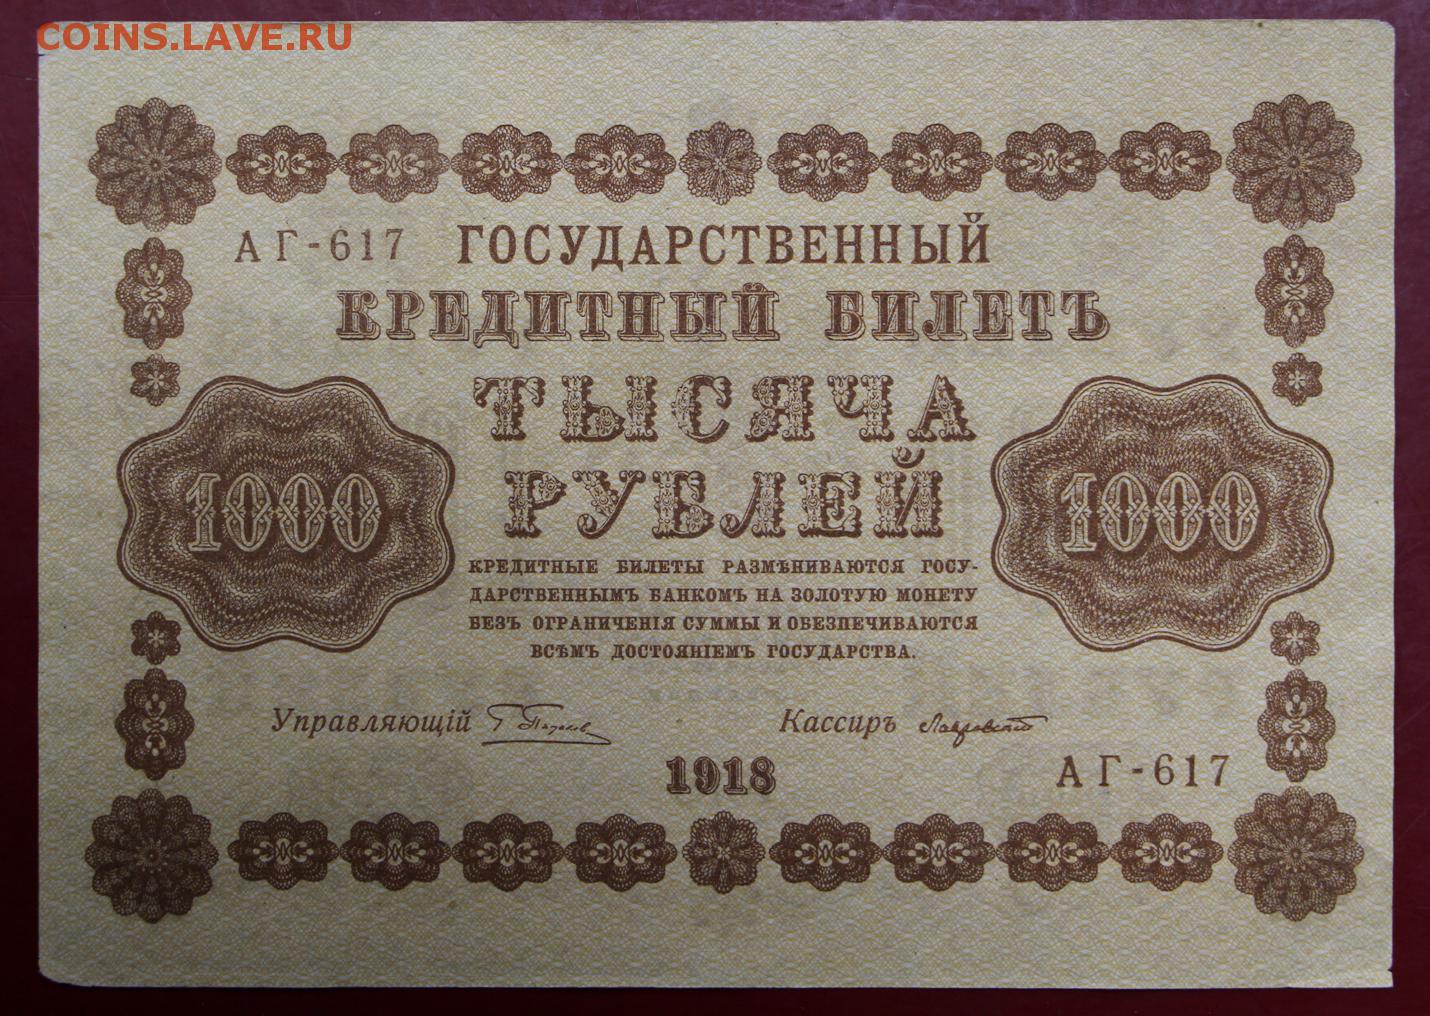 COINS.LAVE.RU
АГ-617 ГОСУДАРСТВЕННЫЙ
КРЕДИТНЫЙ БИЛЕТЪ
ТЫСЯЧА
РУБЛЕЙ
1000 1000
КРЕДИТНЫЕ БИЛЕТЫ РАЗМѢНИВАЮТСЯ ГОСУ-
ДАРСТВЕННЫМЪ БАНКОМЪ НА ЗОЛОТУЮ МОНЕТУ
БЕЗЪ ОГРАНИЧЕНІЯ СУММЫ И ОБЕЗПЕЧИВАЮТСЯ
ВСѢМЪ ДОСТОЯНІЕМЪ ГОСУДАРСТВА.
Управляющій Кассиръ
1918 АГ-617